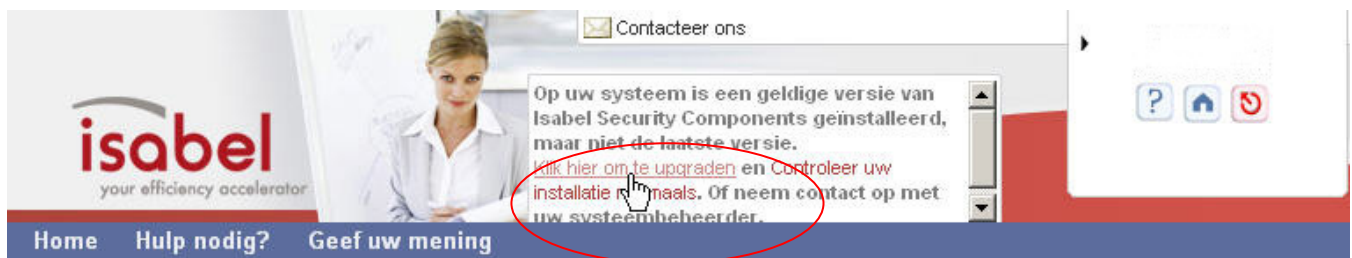 Contacteer ons
isabel
your efficiency accelerator
Op uw systeem is een geldige versie van
Isabel Security Components geïnstalleerd,
maar niet de laatste versie.
Klik hier om te upgraden en Controleer uw
installatie maals. Of neem contact op met
uw systeembeheerder.
?
Home Hulp nodig? Geef uw mening